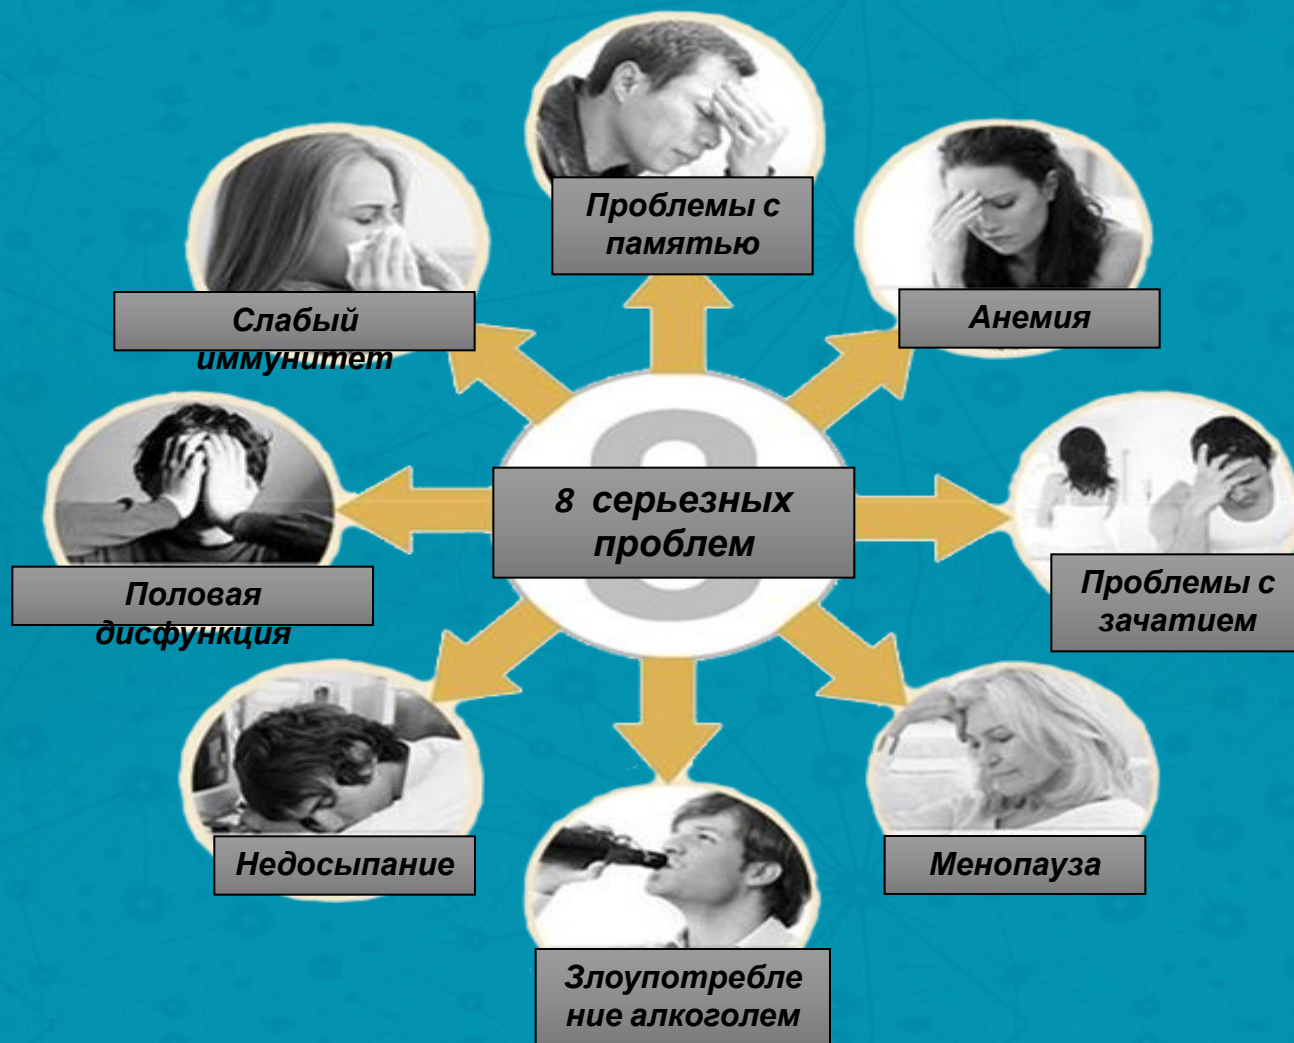 Проблемы с
памятью
Слабый
иммунитет
Анемия
8 серьезных
проблем
Половая
дисфункция
Проблемы с
зачатием
Недосыпание
Менопауза
Злоупотребле
ние алкоголем